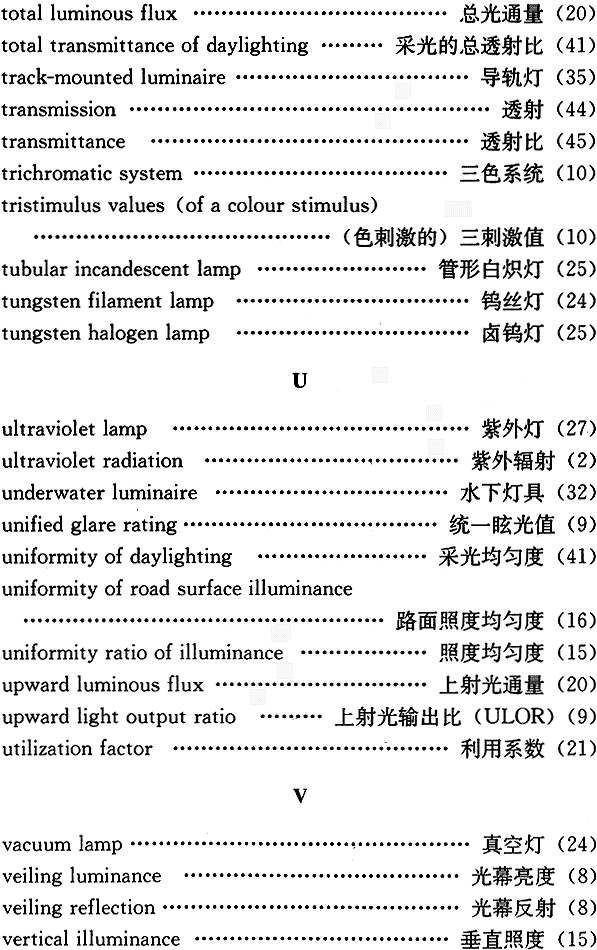 total luminous flux ………………………………… 总光通量（20）
total transmittance of daylighting ……… 采光的总透射比（41）
track-mounted luminaire ……………………………… 导轨灯（35）
transmission …………………………………………… 透射（44）
transmittance ……………………………………… 透射比（45）
trichromatic system ……………………………… 三色系统（10）
tristimulus values（of a colour stimulus）
…………………………………（色刺激的）三刺激值（10）
tubular incandescent lamp …………………… 管形白炽灯（25）
tungsten filament lamp ……………………………… 钨丝灯（24）
tungsten halogen lamp ……………………………… 卤钨灯（25）
U
ultraviolet lamp ……………………………………… 紫外灯（27）
ultraviolet radiation ……………………………… 紫外辐射（2）
underwater luminaire …………………………… 水下灯具（32）
unified glare rating ……………………………… 统一眩光值（9）
uniformity of daylighting …………………… 采光均匀度（41）
uniformity of road surface illuminance
…………………………………………… 路面照度均匀度（16）
uniformity ratio of illuminance ……………… 照度均匀度（15）
upward luminous flux …………………………… 上射光通量（20）
upward light output ratio ……… 上射光输出比（ULOR）（9）
utilization factor ………………………………… 利用系数（21）
V
vacuum lamp ………………………………………… 真空灯（24）
veiling luminance ………………………………… 光幕亮度（8）
veiling reflection …………………………………… 光幕反射（8）
vertical illuminance ……………………………… 垂直照度（15）